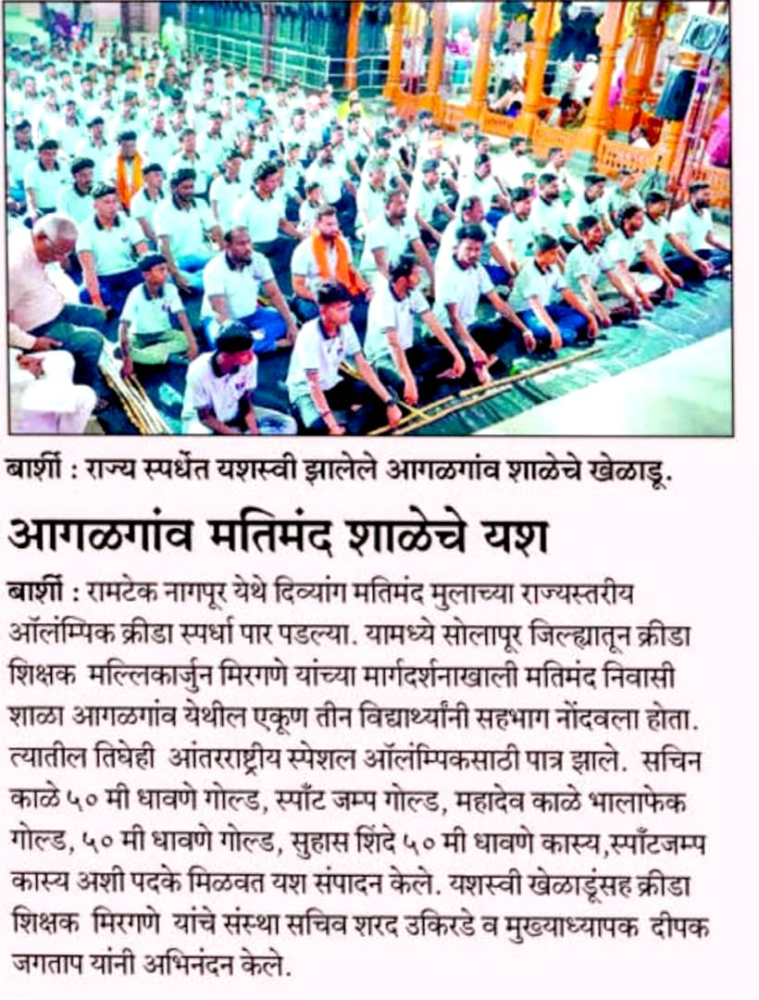 बार्शी : राज्य स्पर्धेत यशस्वी झालेले आगळगांव शाळेचे खेळाडू.
आगळगांव मतिमंद शाळेचे यश
बार्शी : रामटेक नागपूर येथे दिव्यांग मतिमंद मुलाच्या राज्यस्तरीय
ऑलंम्पिक क्रीडा स्पर्धा पार पडल्या. यामध्ये सोलापूर जिल्ह्यातून क्रीडा
शिक्षक मल्लिकार्जुन मिरगणे यांच्या मार्गदर्शनाखाली मतिमंद निवासी
शाळा आगळगांव येथील एकूण तीन विद्यार्थ्यांनी सहभाग नोंदवला होता.
त्यातील तिघेही आंतरराष्ट्रीय स्पेशल ऑलंम्पिकसाठी पात्र झाले. सचिन
काळे ५० मी धावणे गोल्ड, स्पाँट जम्प गोल्ड, महादेव काळे भालाफेक
गोल्ड, ५० मी धावणे गोल्ड, सुहास शिंदे ५० मी धावणे कास्य,स्पाँटजम्प
कास्य अशी पदके मिळवत यश संपादन केले. यशस्वी खेळाडूंसह क्रीडा
शिक्षक मिरगणे यांचे संस्था सचिव शरद उकिरडे व मुख्याध्यापक दीपक
जगताप यांनी अभिनंदन केले.